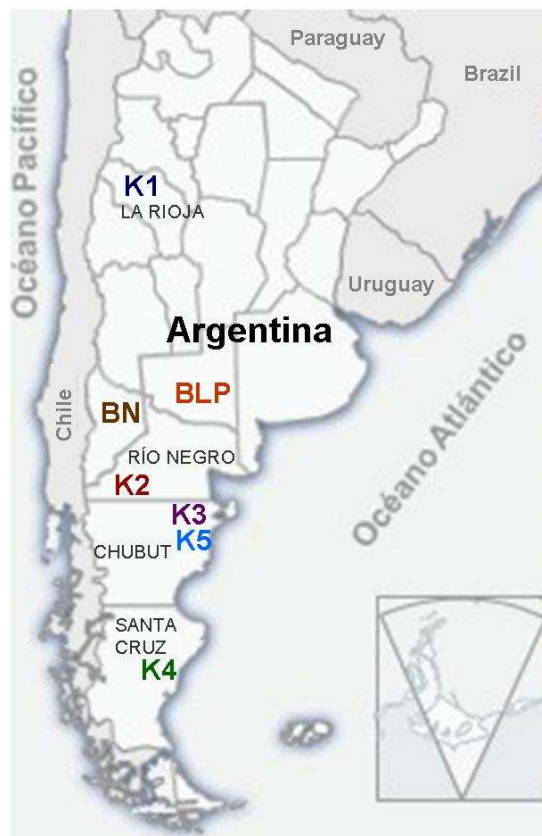 Paraguay
Brazil
Océano Pacífico
K1
LA RIOJA
Uruguay
Argentina
Chile
BLP
BN
RÍO NEGRO
K2
K3
K5
CHUBUT
Océano Atlántico
SANTA
CRUZ
K4